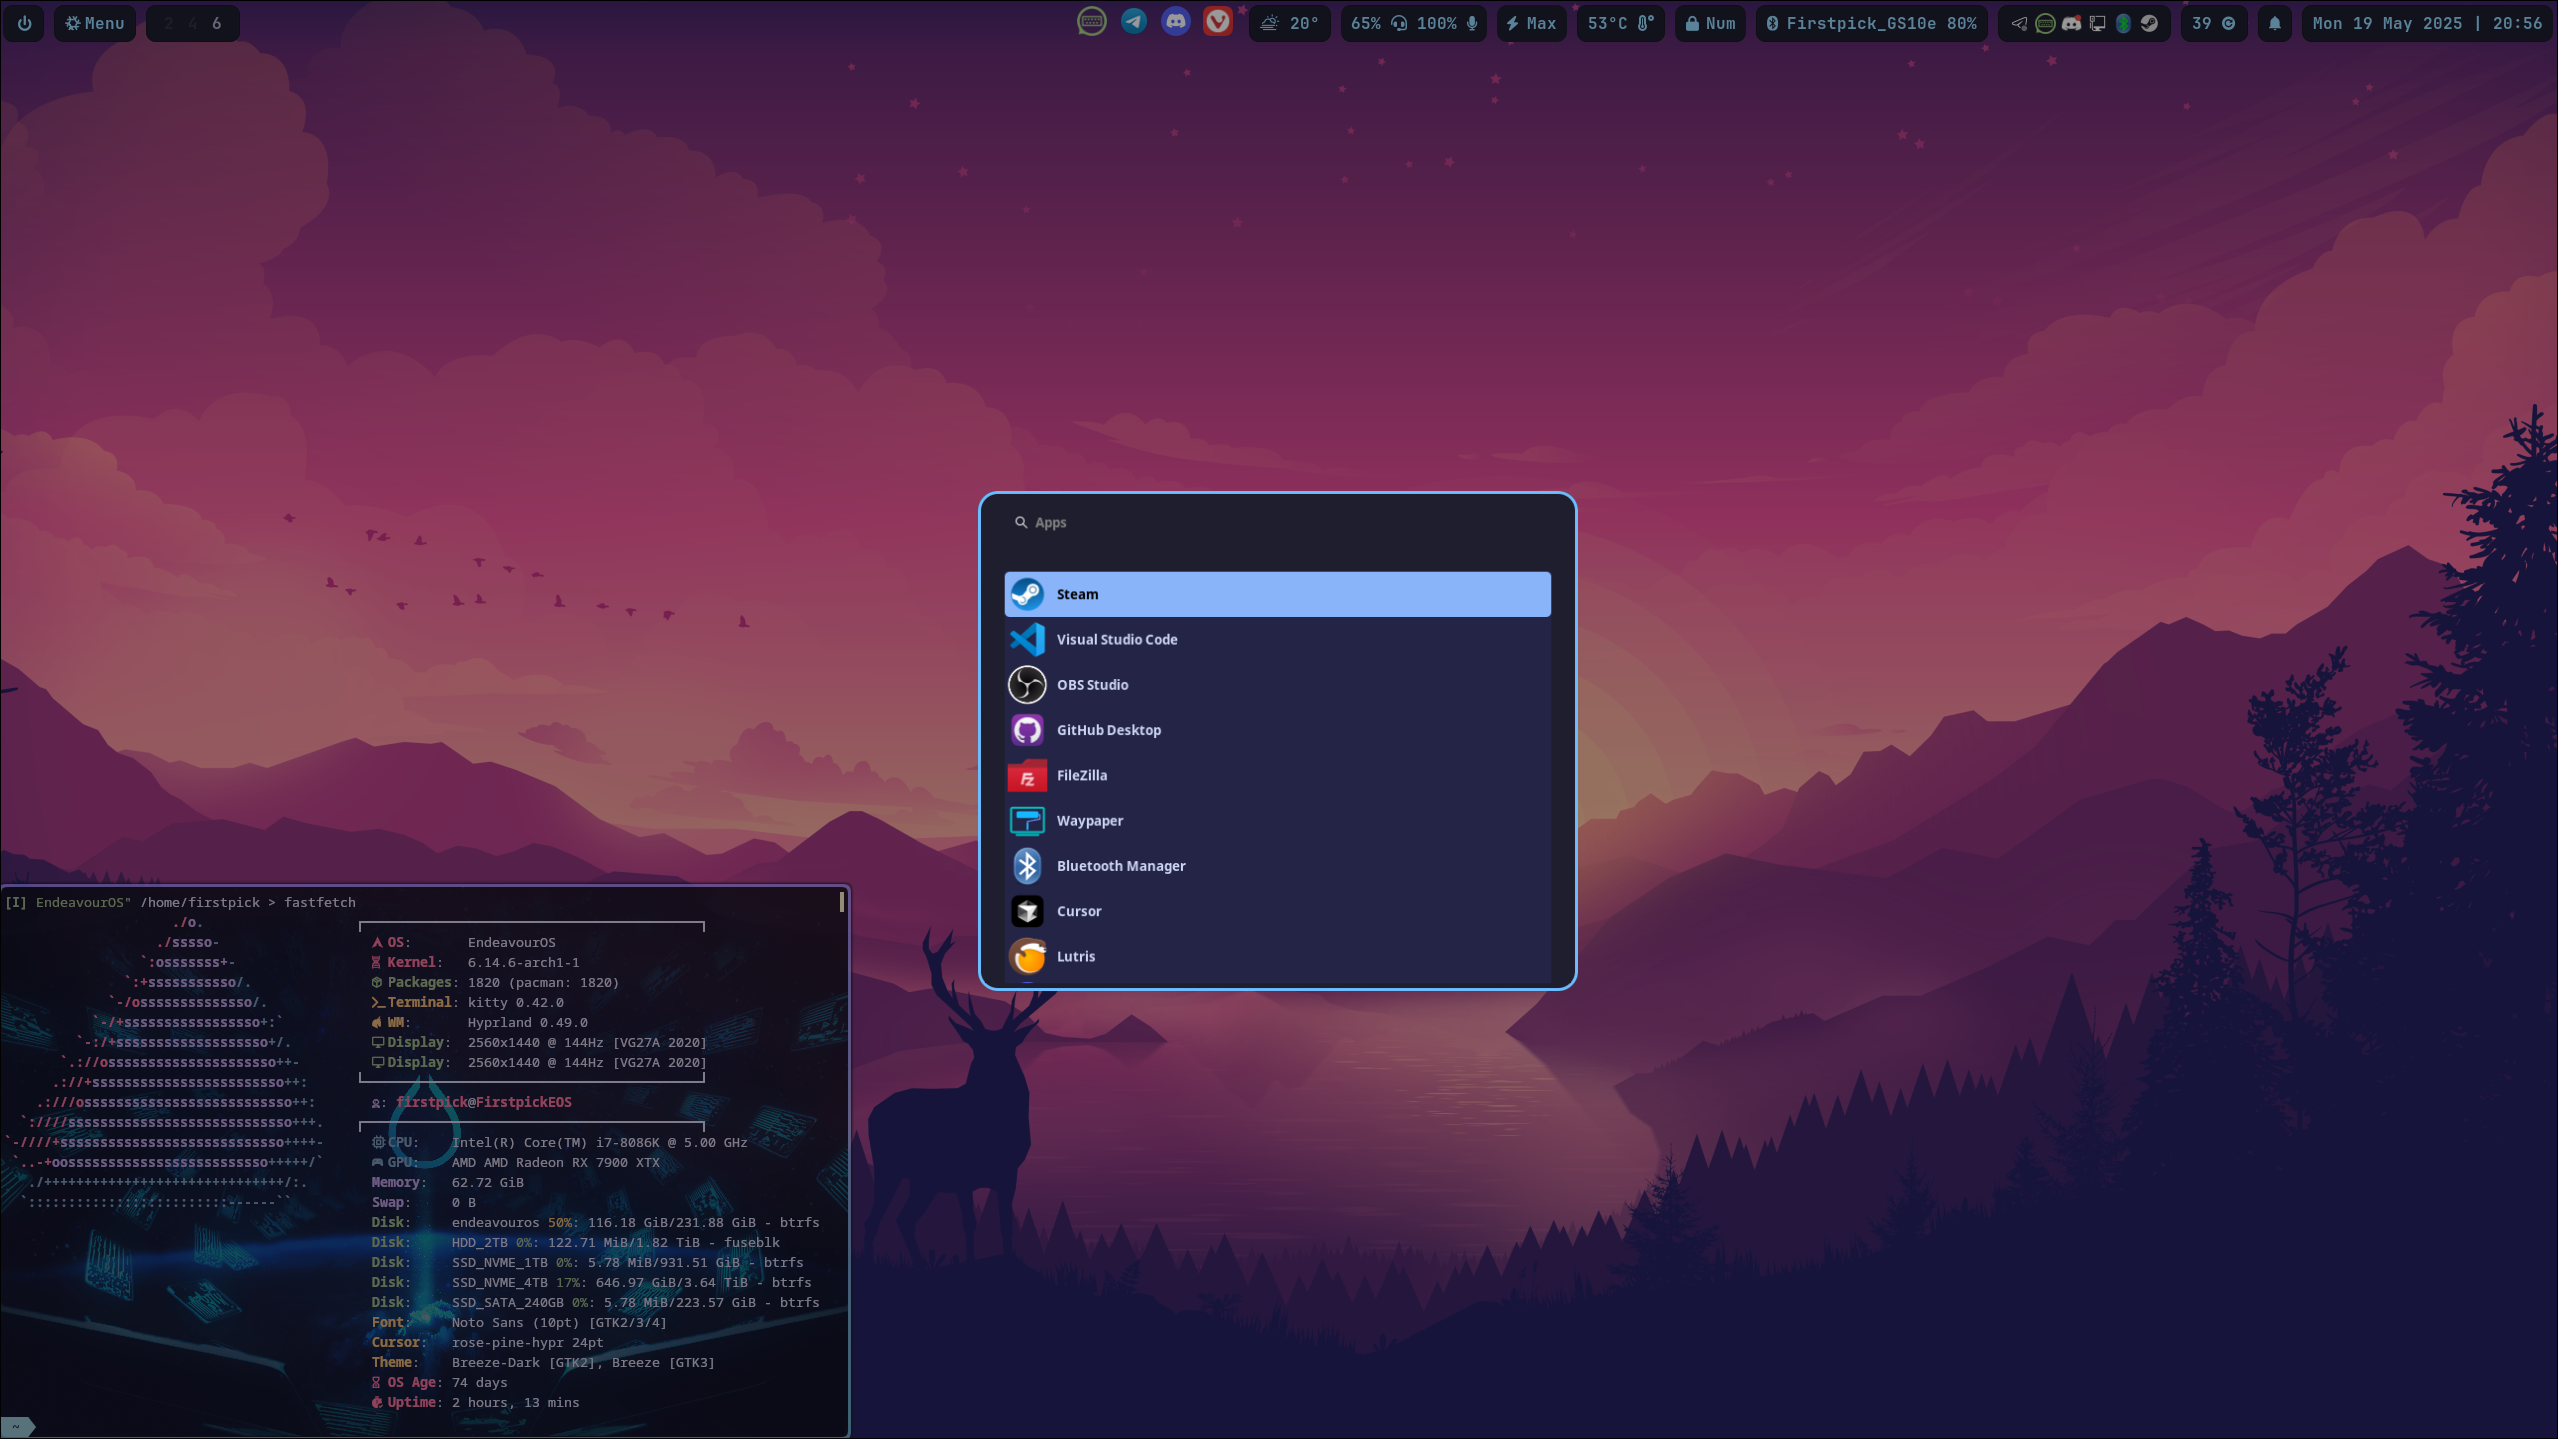 Menu
2 4 6
20°
65% 100%
Max
53°C
Num
Firstpick_GS10e 80%
39
Mon 19 May 2025 | 20:56
Apps
Steam
Visual Studio Code
OBS Studio
GitHub Desktop
FileZilla
Waypaper
Bluetooth Manager
Cursor
Lutris
[I] EndeavourOS" /home/firstpick > fastfetch
OS: EndeavourOS
Kernel: 6.14.6-arch1-1
Packages: 1820 (pacman: 1820)
Terminal: kitty 0.42.0
WM: Hyprland 0.49.0
Display: 2560x1440 @ 144Hz [VG27A 2020]
Display: 2560x1440 @ 144Hz [VG27A 2020]
: firstpick@FirstpickEOS
CPU: Intel(R) Core(TM) i7-8086K @ 5.00 GHz
GPU: AMD AMD Radeon RX 7900 XTX
Memory: 62.72 GiB
Swap: 0 B
Disk: endeavouros 50%: 116.18 GiB/231.88 GiB - btrfs
Disk: HDD_2TB 0%: 122.71 MiB/1.82 TiB - fuseblk
Disk: SSD_NVME_1TB 0%: 5.78 MiB/931.51 GiB - btrfs
Disk: SSD_NVME_4TB 17%: 646.97 GiB/3.64 TiB - btrfs
Disk: SSD_SATA_240GB 0%: 5.78 MiB/223.57 GiB - btrfs
Font: Noto Sans (10pt) [GTK2/3/4]
Cursor: rose-pine-hypr 24pt
Theme: Breeze-Dark [GTK2], Breeze [GTK3]
OS Age: 74 days
Uptime: 2 hours, 13 mins
~